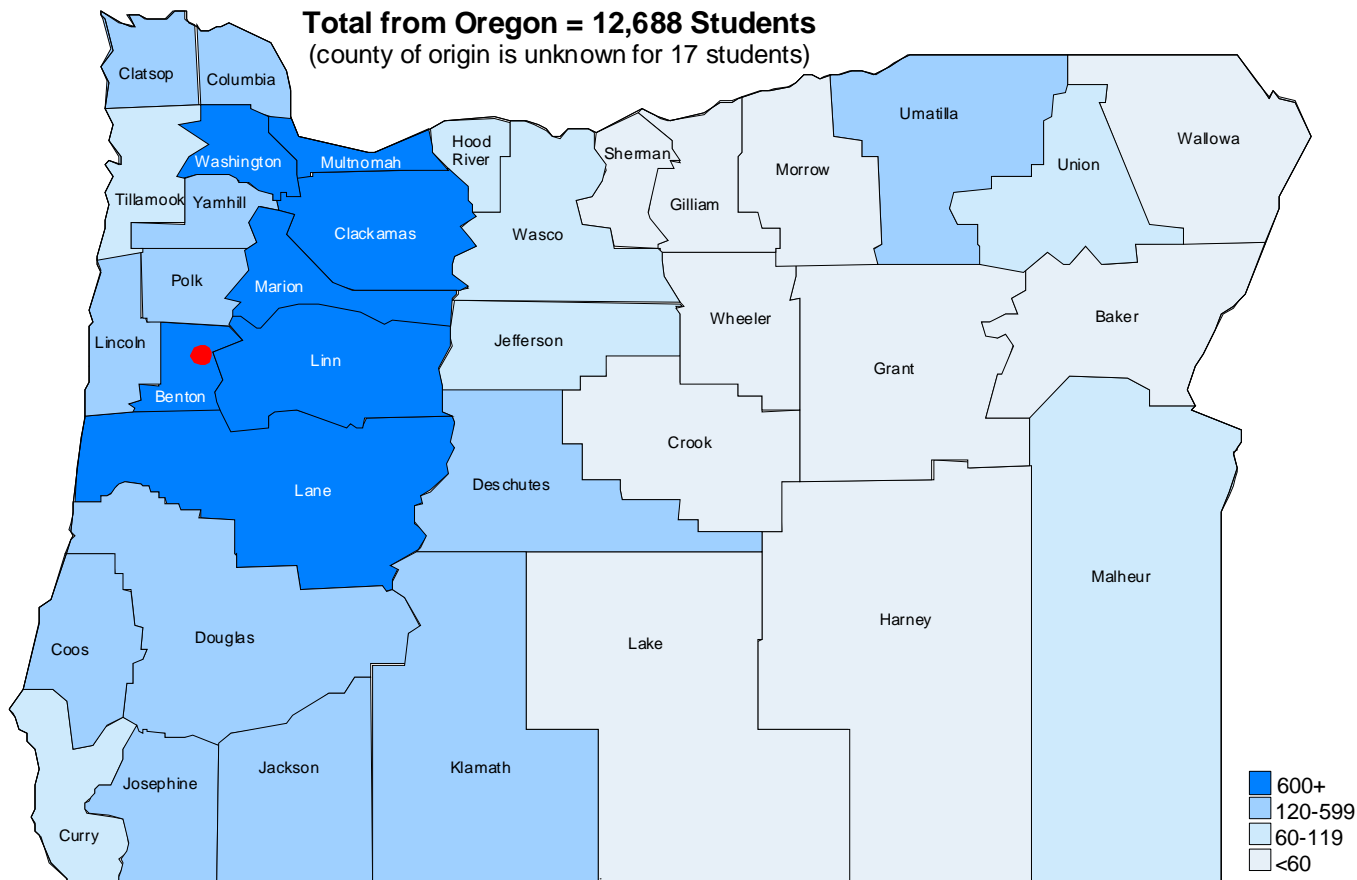 Total from Oregon = 12,688 Students
(county of origin is unknown for 17 students)
Clatsop
Columbia
Umatilla
Wallowa
Hood
River
Sherman
Washington
Multnomah
Morrow
Union
Tillamook
Yamhill
Gilliam
Clackamas
Wasco
Polk
Marion
Wheeler
Baker
Lincoln
Jefferson
Linn
Grant
Benton
Crook
Lane
Deschutes
Malheur
Harney
Douglas
Lake
Coos
Jackson
Klamath
Josephine
Curry
600+
120-599
60-119
<60